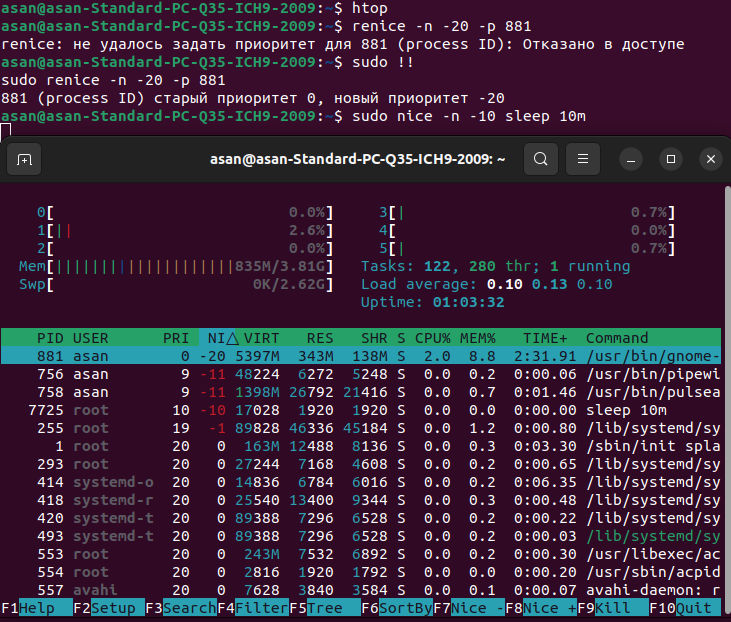 asan@asan-Standard-PC-Q35-ICH9-2009:~$ htop
asan@asan-Standard-PC-Q35-ICH9-2009:~$ renice -n -20 -p 881
renice: не удалось задать приоритет для 881 (process ID): Отказано в доступе
asan@asan-Standard-PC-Q35-ICH9-2009:~$ sudo !!
sudo renice -n -20 -p 881
881 (process ID) старый приоритет 0, новый приоритет -20
asan@asan-Standard-PC-Q35-ICH9-2009:~$ sudo nice -n -10 sleep 10m
asan@asan-Standard-PC-Q35-ICH9-2009: ~
0[ 0.0%] 3[| 0.7%]
1[|| 2.6%] 4[ 0.0%]
2[ 0.0%] 5[| 0.7%]
Mem[||||||||||||||||||||835M/3.81G] Tasks: 122, 280 thr; 1 running
Swp[ 0K/2.62G] Load average: 0.10 0.13 0.10
Uptime: 01:03:32
PID USER PRI NI△ VIRT RES SHR S CPU% MEM% TIME+ Command
881 asan 0 -20 5397M 343M 138M S 2.0 8.8 2:31.91 /usr/bin/gnome-
756 asan 9 -11 48224 6272 5248 S 0.0 0.2 0:00.06 /usr/bin/pipewi
758 asan 9 -11 1398M 26792 21416 S 0.0 0.7 0:01.46 /usr/bin/pulsea
7725 root 10 -10 17028 1920 1920 S 0.0 0.0 0:00.00 sleep 10m
255 root 19 -1 89828 46336 45184 S 0.0 1.2 0:00.80 /lib/systemd/sy
1 root 20 0 163M 12488 8136 S 0.0 0.3 0:03.30 /sbin/init spla
293 root 20 0 27244 7168 4608 S 0.0 0.2 0:00.65 /lib/systemd/sy
414 systemd-o 20 0 14836 6784 6016 S 0.0 0.2 0:06.35 /lib/systemd/sy
418 systemd-r 20 0 25540 13400 9344 S 0.0 0.3 0:00.48 /lib/systemd/sy
420 systemd-t 20 0 89388 7296 6528 S 0.0 0.2 0:00.22 /lib/systemd/sy
493 systemd-t 20 0 89388 7296 6528 S 0.0 0.2 0:00.03 /lib/systemd/sy
553 root 20 0 243M 7532 6892 S 0.0 0.2 0:00.30 /usr/libexec/ac
554 root 20 0 2816 1920 1792 S 0.0 0.0 0:00.20 /usr/sbin/acpid
557 avahi 20 0 7628 3840 3584 S 0.0 0.1 0:00.07 avahi-daemon: r
F1Help F2Setup F3SearchF4FilterF5Tree F6SortByF7Nice -F8Nice +F9Kill F10Quit